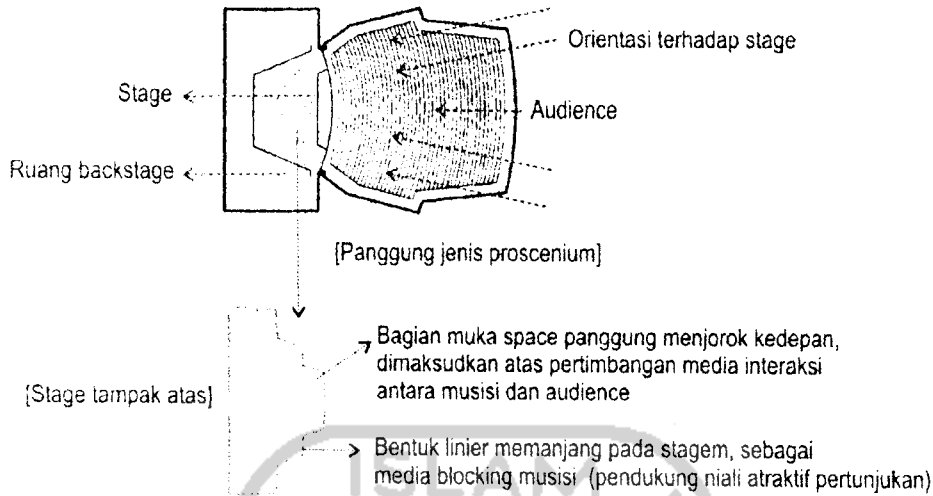 Orientasi terhadap stage
Stage
Audience
Ruang backstage
[Panggung jenis proscenium]
Bagian muka space panggung menjorok kedepan,
dimaksudkan atas pertimbangan media interaksi
antara musisi dan audience
[Stage tampak atas]
Bentuk linier memanjang pada stagem, sebagai
media blocking musisi (pendukung niali atraktif pertunjukan)
ISLAM